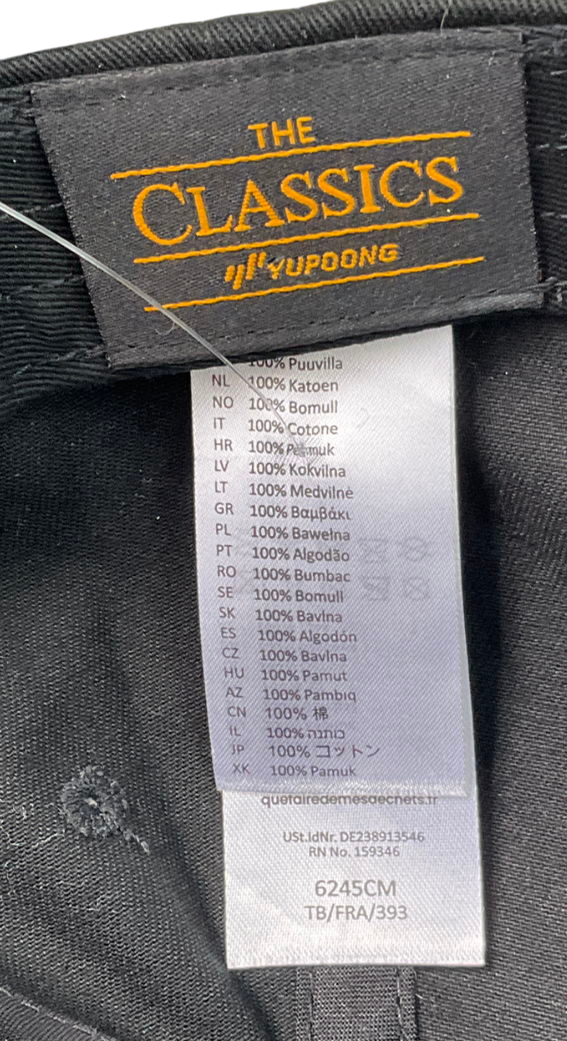 THE
CLASSICS
YUPOONG
100% Puuvilla
NL 100% Katoen
NO 100% Bomull
IT 100% Cotone
HR 100%
LV 100% Kokvilna
LT 100% Medvilnė
GR 100% Βαμβάκι
PL 100% Bawełna
PT 100% Algodão
RO 100% Bumbac
SE 100% Bomull
SK 100% Bavlna
ES 100% Algodón
CZ 100% Bavlna
HU 100% Pamut
AZ 100% Pambıq
CN 100% 棉
IL 100% כותנה
JP 100% コットン
XK 100% Pamuk
quefairedemesdechets.fr
USt.IdNr. DE238913546
RN No. 159346
6245CM
TB/FRA/393